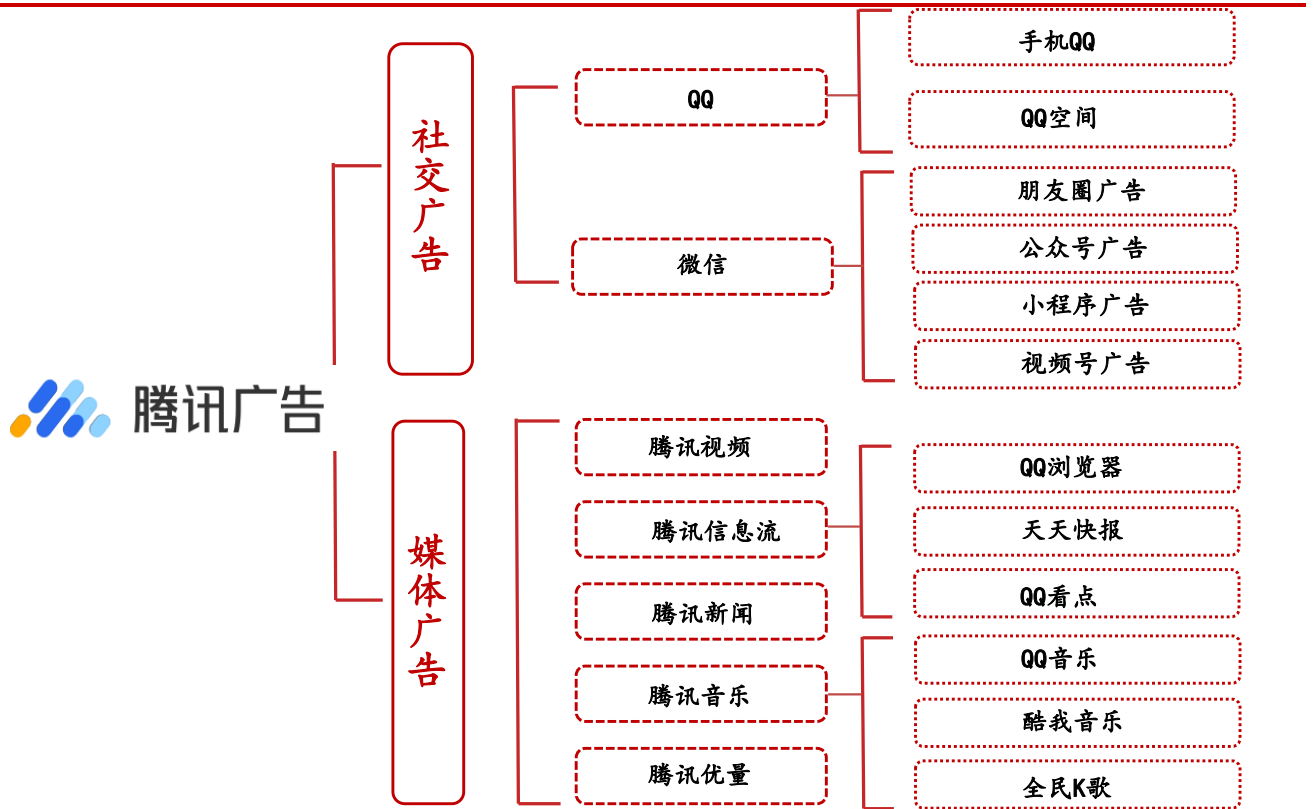 腾讯广告
社交广告
QQ
手机QQ
QQ空间
微信
朋友圈广告
公众号广告
小程序广告
视频号广告
媒体广告
腾讯视频
腾讯信息流
QQ浏览器
天天快报
QQ看点
腾讯新闻
腾讯音乐
QQ音乐
酷我音乐
全民K歌
腾讯优量